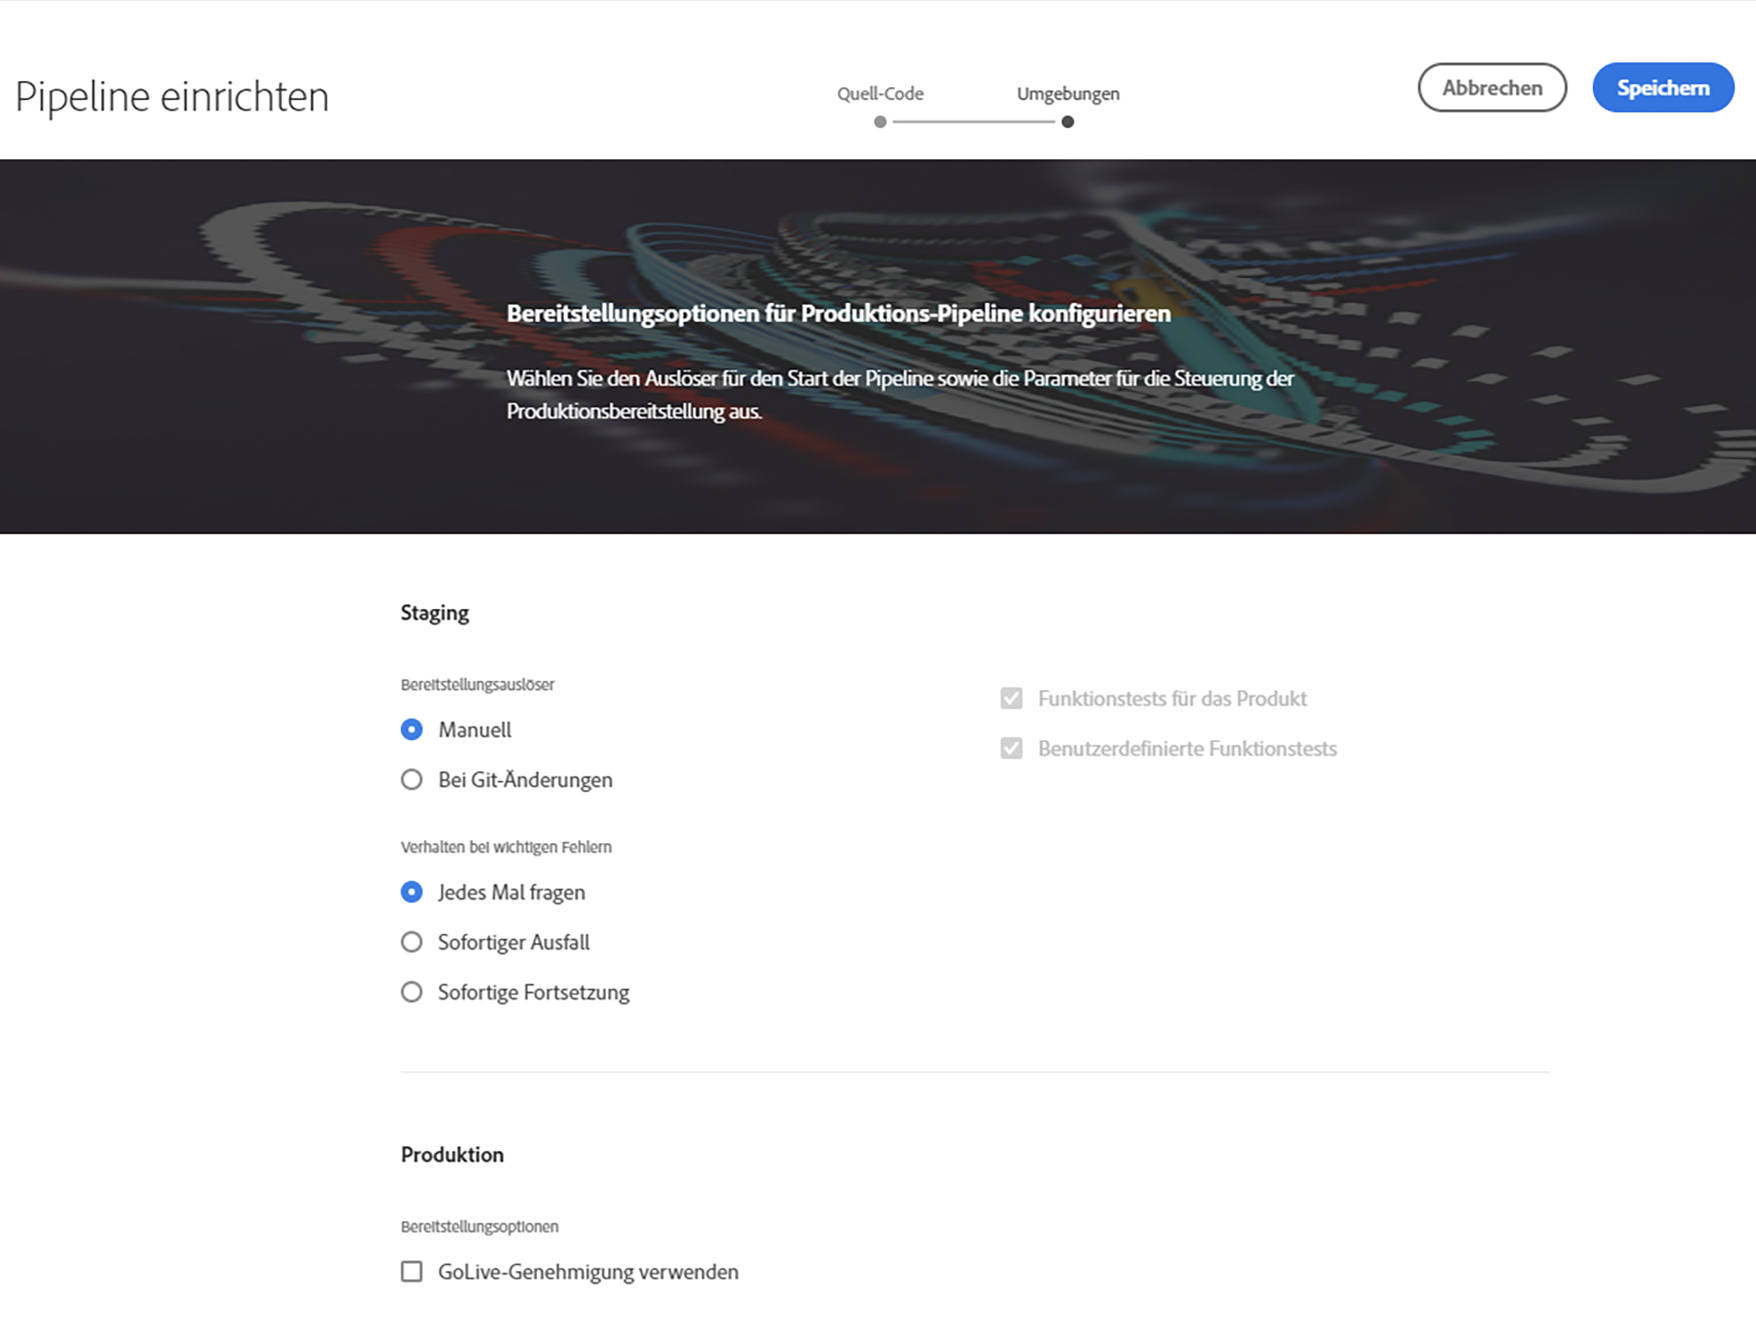 Pipeline einrichten
Quell-Code
Umgebungen
Abbrechen
Speichern
Bereitstellungsoptionen für Produktions-Pipeline konfigurieren
Wählen Sie den Auslöser für den Start der Pipeline sowie die Parameter für die Steuerung der
Produktionsbereitstellung aus.
Staging
Bereitstellungsauslöser
Manuell
Bei Git-Änderungen
Funktionstests für das Produkt
Benutzerdefinierte Funktionstests
Verhalten bei wichtigen Fehlern
Jedes Mal fragen
Sofortiger Ausfall
Sofortige Fortsetzung
Produktion
Bereitstellungsoptionen
GoLive-Genehmigung verwenden